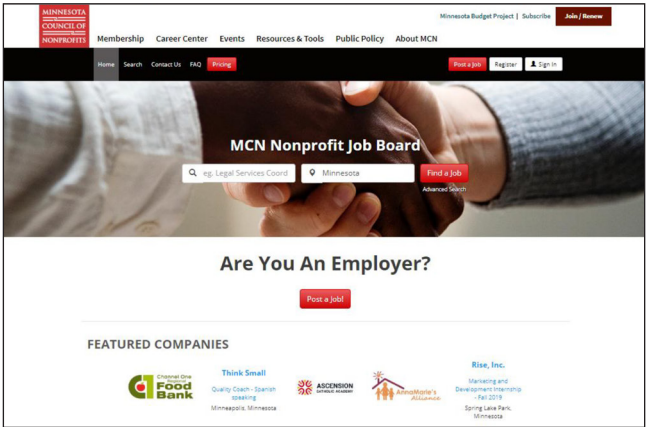 MINNESOTA
COUNCIL OF
NONPROFITS
Minnesota Budget Project | Subscribe Join / Renew
Membership Career Center Events Resources & Tools Public Policy About MCN
Home Search Contact Us FAQ Pricing Post a Job Register Sign In
MCN Nonprofit Job Board
eg. Legal Services Coord Minnesota Find a Job
Advanced Search
Are You An Employer?
Post a Job!
FEATURED COMPANIES
Channel One
Regional
Food
Bank
Think Small
Quality Coach - Spanish
speaking
Minneapolis, Minnesota
ASCENSION
CATHOLIC ACADEMY
AnnaMarie's
Alliance
Rise, Inc.
Marketing and
Development Internship
- Fall 2019
Spring Lake Park,
Minnesota